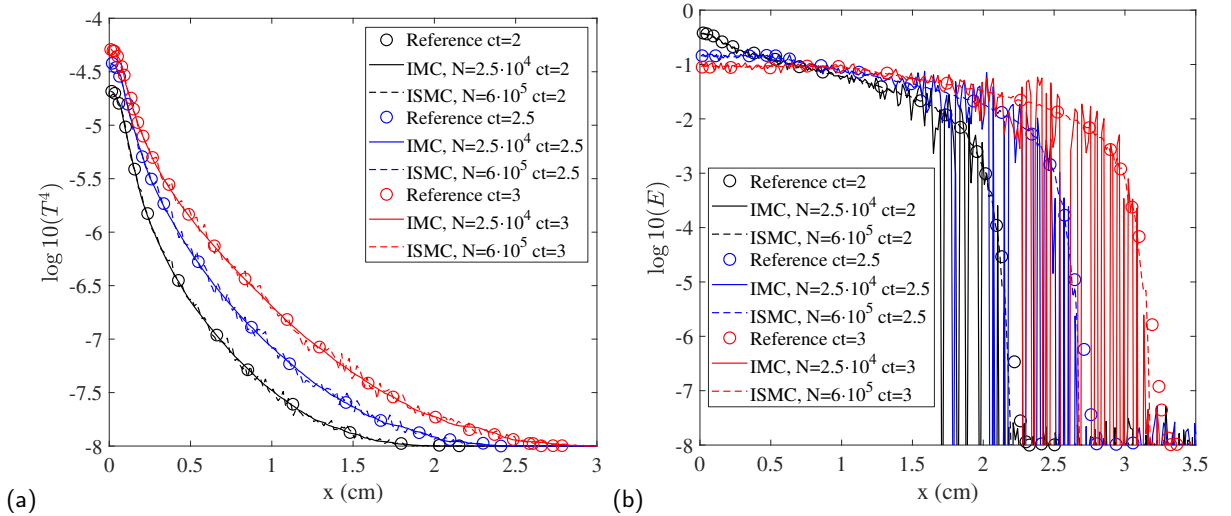 -4
-4.5
-5
-5.5
-6
-6.5
-7
-7.5
-8
log 10(T⁴)
0
0.5
1
1.5
2
2.5
3
x (cm)
Reference ct=2
IMC, N=2.5·10⁴ ct=2
ISMC, N=6·10⁵ ct=2
Reference ct=2.5
IMC, N=2.5·10⁴ ct=2.5
ISMC, N=6·10⁵ ct=2.5
Reference ct=3
IMC, N=2.5·10⁴ ct=3
ISMC, N=6·10⁵ ct=3
(a)
0
-1
-2
-3
-4
-5
-6
-7
-8
log 10(E)
0
0.5
1
1.5
2
2.5
3
3.5
x (cm)
Reference ct=2
IMC, N=2.5·10⁴ ct=2
ISMC, N=6·10⁵ ct=2
Reference ct=2.5
IMC, N=2.5·10⁴ ct=2.5
ISMC, N=6·10⁵ ct=2.5
Reference ct=3
IMC, N=2.5·10⁴ ct=3
ISMC, N=6·10⁵ ct=3
(b)